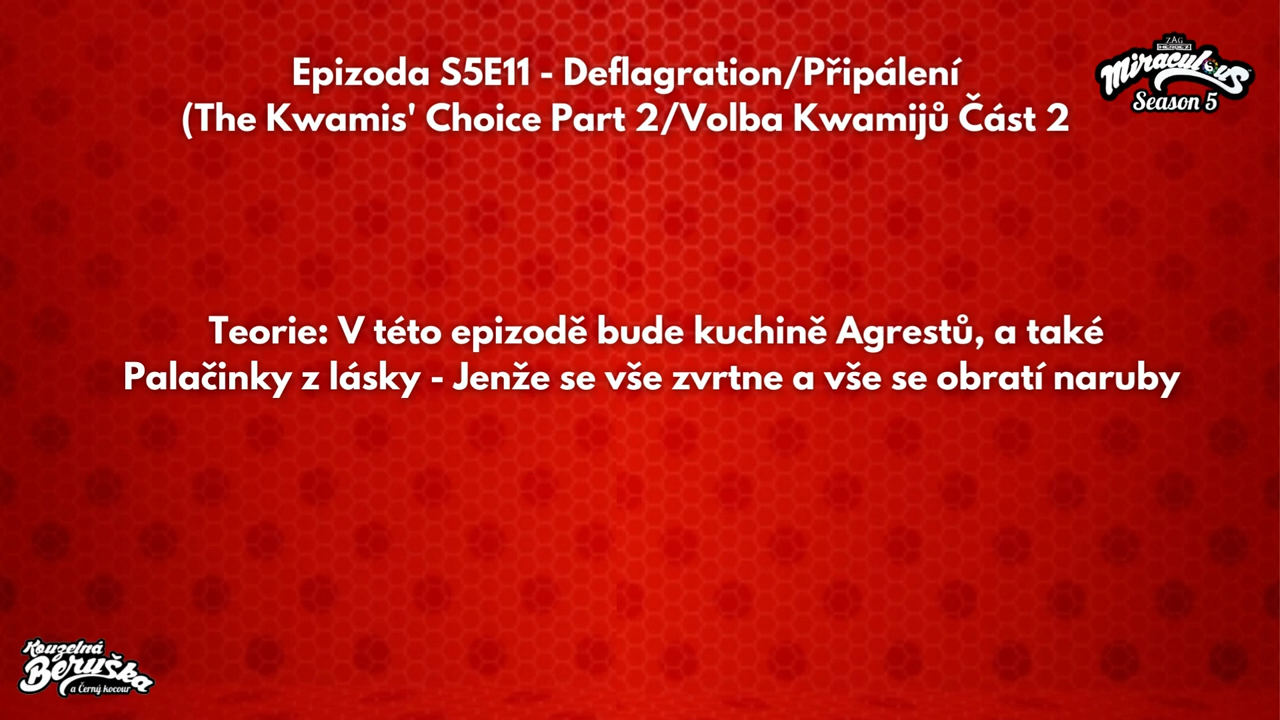 Epizoda S5E11 - Deflagration/Připálení
(The Kwamis' Choice Part 2/Volba Kwamijů Část 2
ZAG
HEROEZ
Miraculous
Season 5
Teorie: V této epizodě bude kuchině Agrestů, a také
Palačinky z lásky - Jenže se vše zvrtne a vše se obratí naruby
Kouzelná
Beruška
a Černý kocour